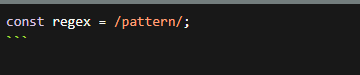 const regex = /pattern/;
```